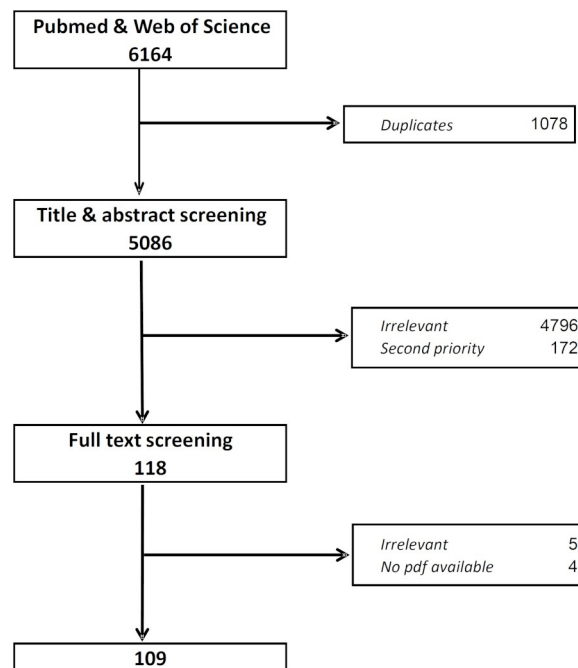 Pubmed & Web of Science
6164
Duplicates 1078
Title & abstract screening
5086
Irrelevant 4796
Second priority 172
Full text screening
118
Irrelevant 5
No pdf available 4
109